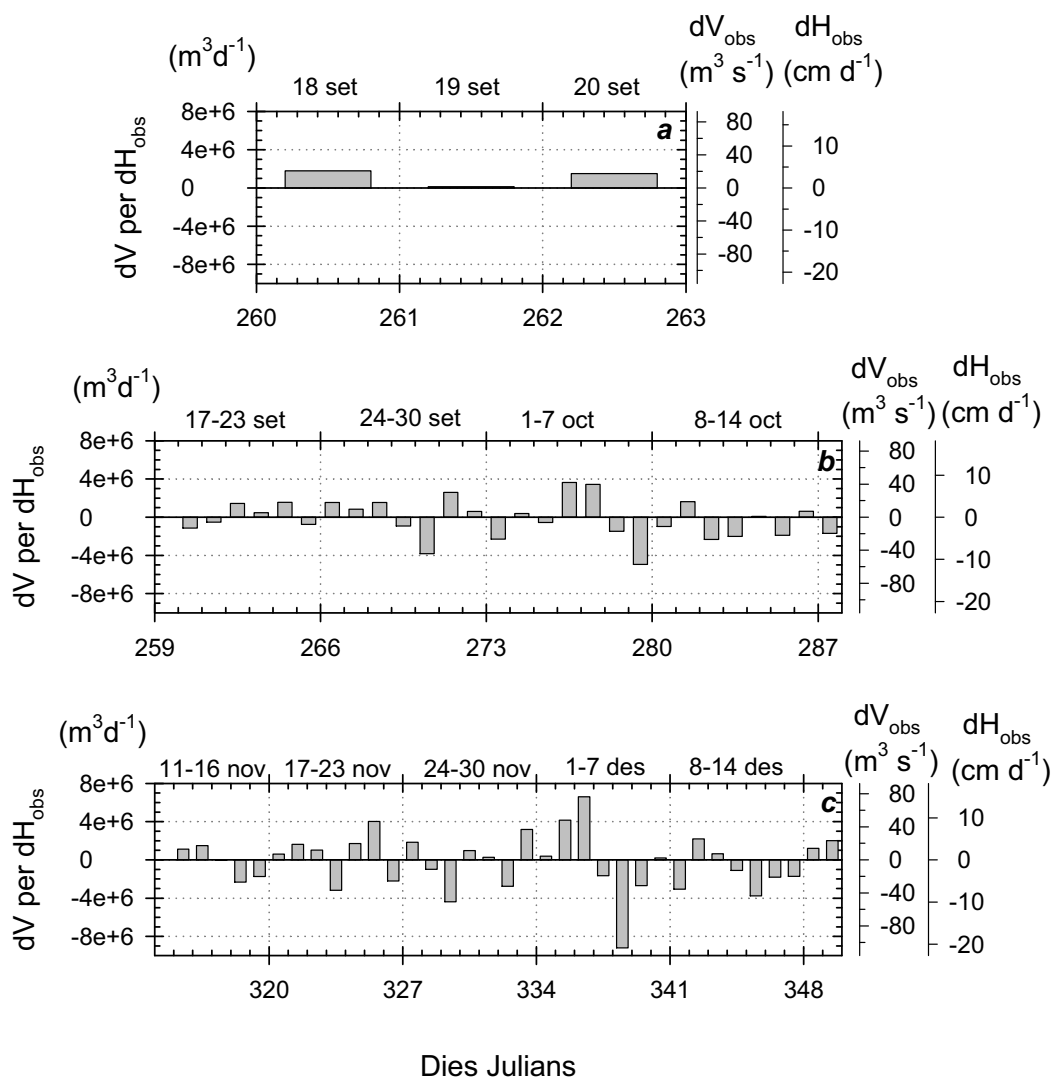 (m³d⁻¹)
dV_obs dH_obs
(m³ s⁻¹) (cm d⁻¹)
18 set 19 set 20 set
a
dV per dH_obs
8e+6
4e+6
0
-4e+6
-8e+6
80
40
0
-40
-80
10
0
-10
-20
260 261 262 263
(m³d⁻¹)
dV_obs dH_obs
(m³ s⁻¹) (cm d⁻¹)
17-23 set 24-30 set 1-7 oct 8-14 oct
b
dV per dH_obs
8e+6
4e+6
0
-4e+6
-8e+6
80
40
0
-40
-80
10
0
-10
-20
259 266 273 280 287
(m³d⁻¹)
dV_obs dH_obs
(m³ s⁻¹) (cm d⁻¹)
11-16 nov 17-23 nov 24-30 nov 1-7 des 8-14 des
c
dV per dH_obs
8e+6
4e+6
0
-4e+6
-8e+6
80
40
0
-40
-80
10
0
-10
-20
320 327 334 341 348
Dies Julians